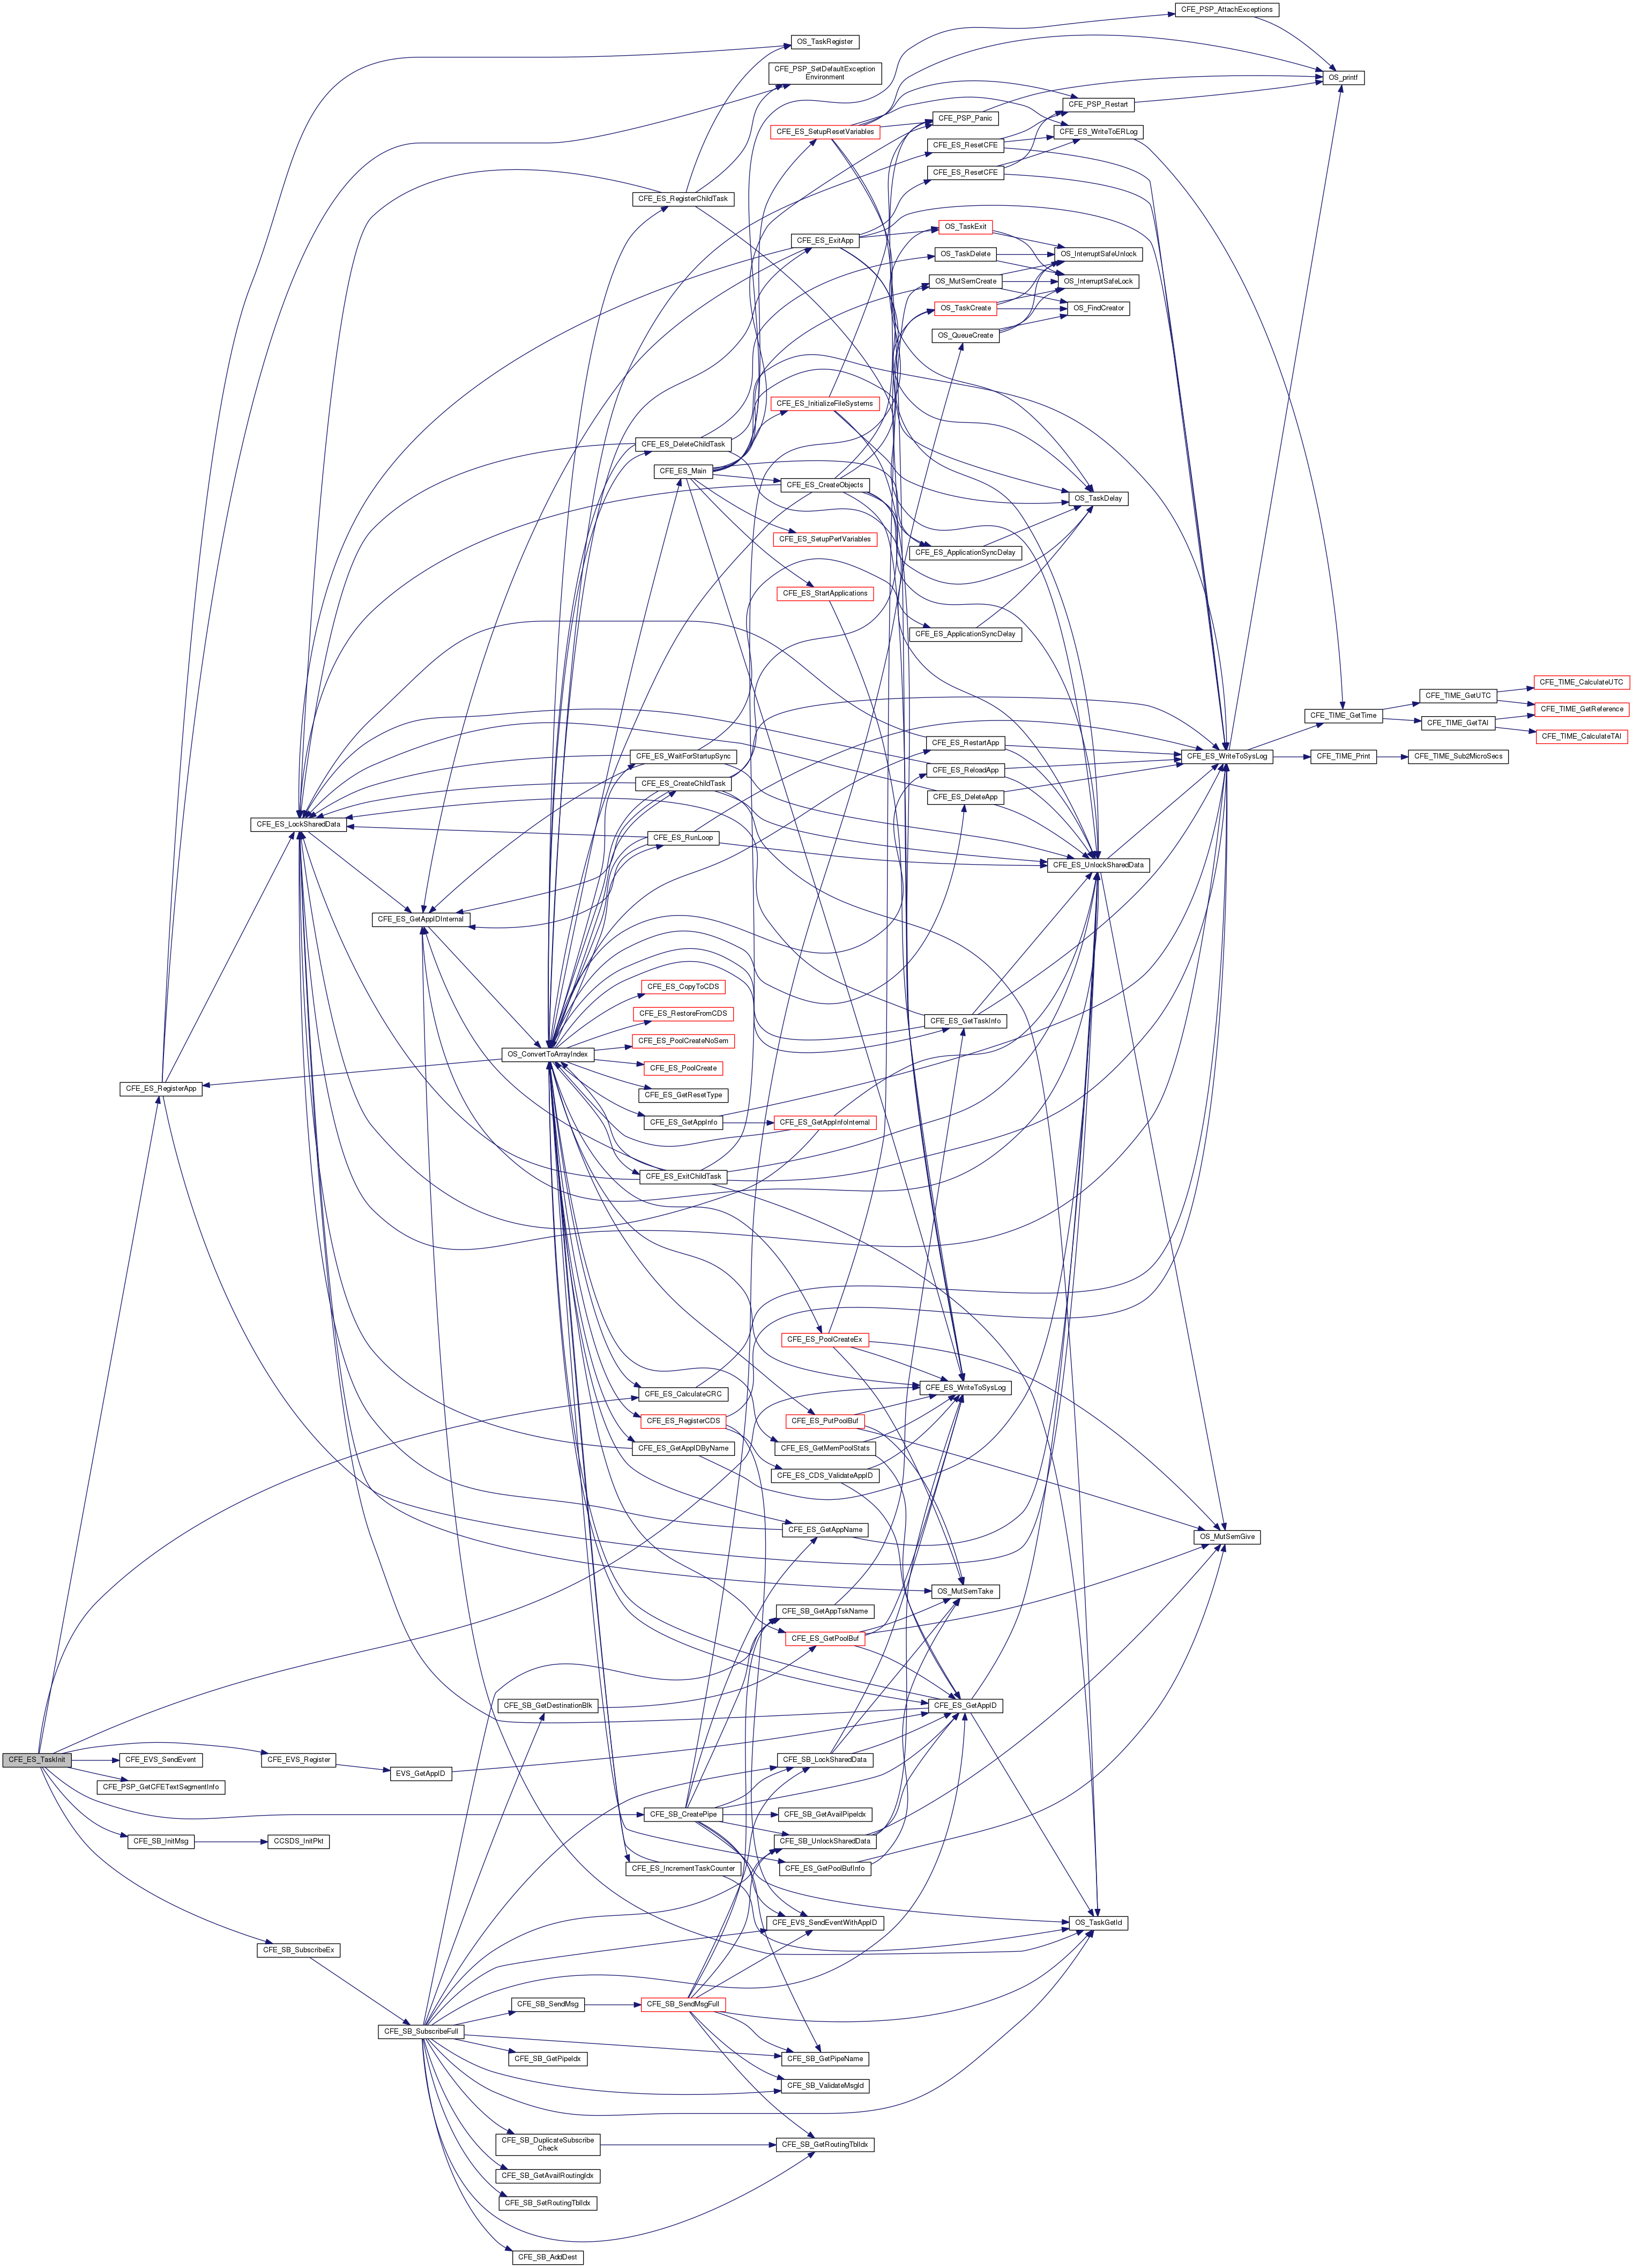 CFE_PSP_AttachExceptions
OS_TaskRegister
CFE_PSP_SetDefaultException
Environment
OS_printf
CFE_PSP_Restart
CFE_PSP_Panic
CFE_ES_SetupResetVariables
CFE_ES_WriteToERLog
CFE_ES_ResetCFE
CFE_ES_ResetCFE
CFE_ES_RegisterChildTask
OS_TaskExit
CFE_ES_ExitApp
OS_TaskDelete
OS_InterruptSafeUnlock
OS_MutSemCreate
OS_InterruptSafeLock
OS_TaskCreate
OS_FindCreator
OS_QueueCreate
CFE_ES_InitializeFileSystems
CFE_ES_DeleteChildTask
CFE_ES_Main
CFE_ES_CreateObjects
OS_TaskDelay
CFE_ES_SetupPerfVariables
CFE_ES_ApplicationSyncDelay
CFE_ES_StartApplications
CFE_ES_ApplicationSyncDelay
CFE_TIME_CalculateUTC
CFE_TIME_GetUTC
CFE_TIME_GetReference
CFE_TIME_GetTime
CFE_TIME_GetTAI
CFE_TIME_CalculateTAI
CFE_ES_RestartApp
CFE_ES_WaitForStartupSync
CFE_ES_WriteToSysLog
CFE_TIME_Print
CFE_TIME_Sub2MicroSecs
CFE_ES_ReloadApp
CFE_ES_CreateChildTask
CFE_ES_DeleteApp
CFE_ES_LockSharedData
CFE_ES_RunLoop
CFE_ES_UnlockSharedData
CFE_ES_GetAppIDInternal
CFE_ES_CopyToCDS
CFE_ES_RestoreFromCDS
CFE_ES_GetTaskInfo
CFE_ES_PoolCreateNoSem
OS_ConvertToArrayIndex
CFE_ES_PoolCreate
CFE_ES_RegisterApp
CFE_ES_GetResetType
CFE_ES_GetAppInfo
CFE_ES_GetAppInfoInternal
CFE_ES_ExitChildTask
CFE_ES_PoolCreateEx
CFE_ES_WriteToSysLog
CFE_ES_CalculateCRC
CFE_ES_RegisterCDS
CFE_ES_PutPoolBuf
CFE_ES_GetAppIDByName
CFE_ES_GetMemPoolStats
CFE_ES_CDS_ValidateAppID
CFE_ES_GetAppName
OS_MutSemGive
OS_MutSemTake
CFE_SB_GetAppTskName
CFE_ES_GetPoolBuf
CFE_SB_GetDestinationBlk
CFE_ES_GetAppID
CFE_ES_TaskInit
CFE_EVS_SendEvent
CFE_EVS_Register
CFE_SB_LockSharedData
EVS_GetAppID
CFE_PSP_GetCFETextSegmentInfo
CFE_SB_CreatePipe
CFE_SB_GetAvailPipeIdx
CFE_SB_InitMsg
CCSDS_InitPkt
CFE_SB_UnlockSharedData
CFE_ES_IncrementTaskCounter
CFE_ES_GetPoolBufInfo
CFE_EVS_SendEventWithAppID
OS_TaskGetId
CFE_SB_SubscribeEx
CFE_SB_SendMsg
CFE_SB_SendMsgFull
CFE_SB_SubscribeFull
CFE_SB_GetPipeIdx
CFE_SB_GetPipeName
CFE_SB_ValidateMsgId
CFE_SB_DuplicateSubscribe
Check
CFE_SB_GetRoutingTblIdx
CFE_SB_GetAvailRoutingIdx
CFE_SB_SetRoutingTblIdx
CFE_SB_AddDest